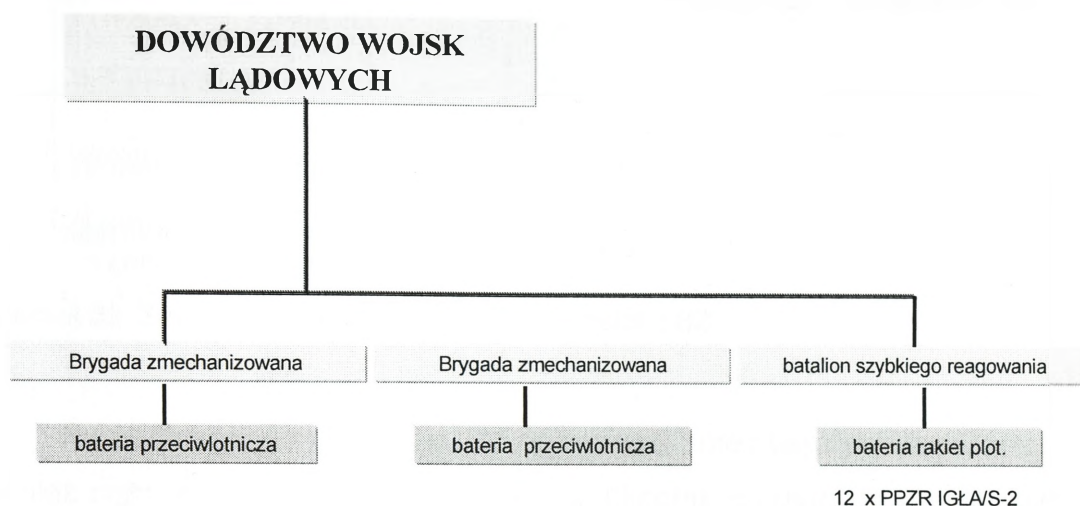 DOWÓDZTWO WOJSK
LĄDOWYCH
Brygada zmechanizowana
Brygada zmechanizowana
batalion szybkiego reagowania
bateria przeciwlotnicza
bateria przeciwlotnicza
bateria rakiet plot.
12 x PPZR IGŁA/S-2